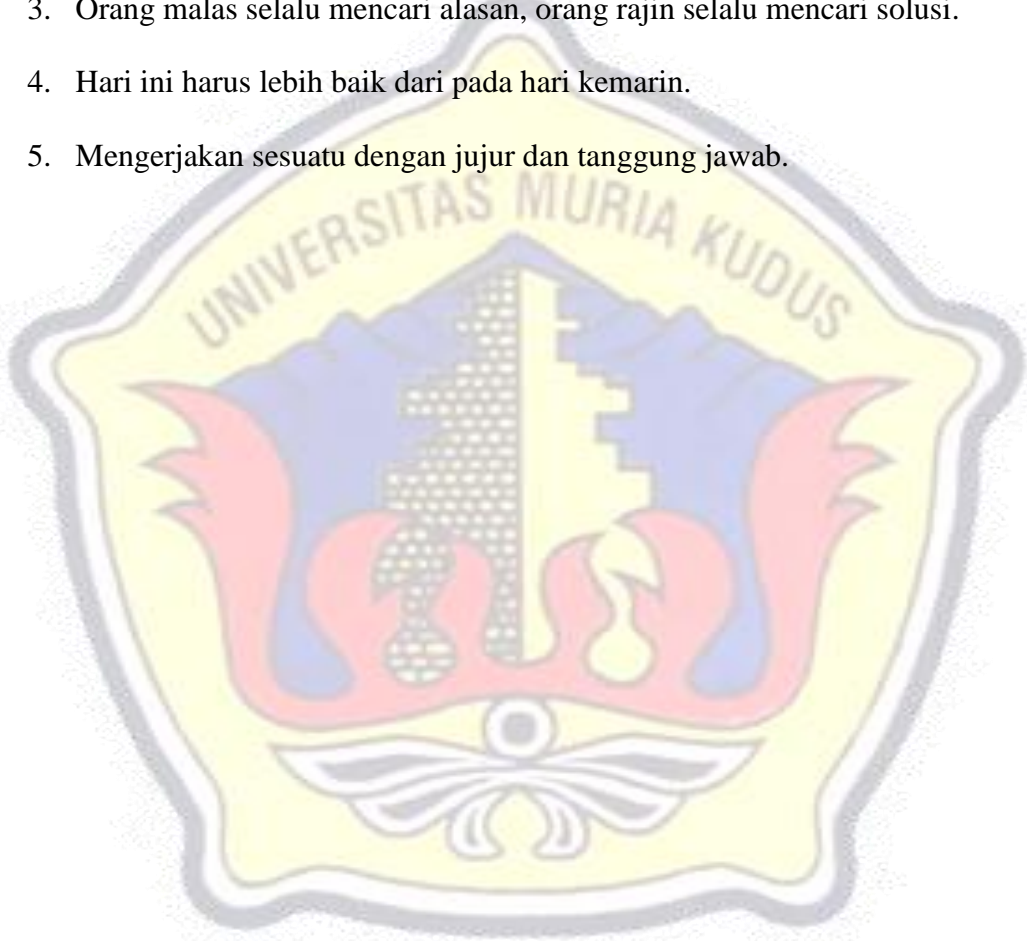 3. Orang malas selalu mencari alasan, orang rajin selalu mencari solusi.
4. Hari ini harus lebih baik dari pada hari kemarin.
5. Mengerjakan sesuatu dengan jujur dan tanggung jawab.
UNIVERSITAS MURIA KUDUS